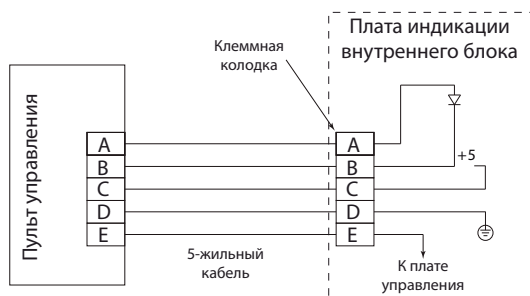 Плата индикации
внутреннего блока
Клеммная
колодка
Пульт управления
A
B
C
D
E
A
B
C
D
E
+5
5-жильный
кабель
К плате
управления